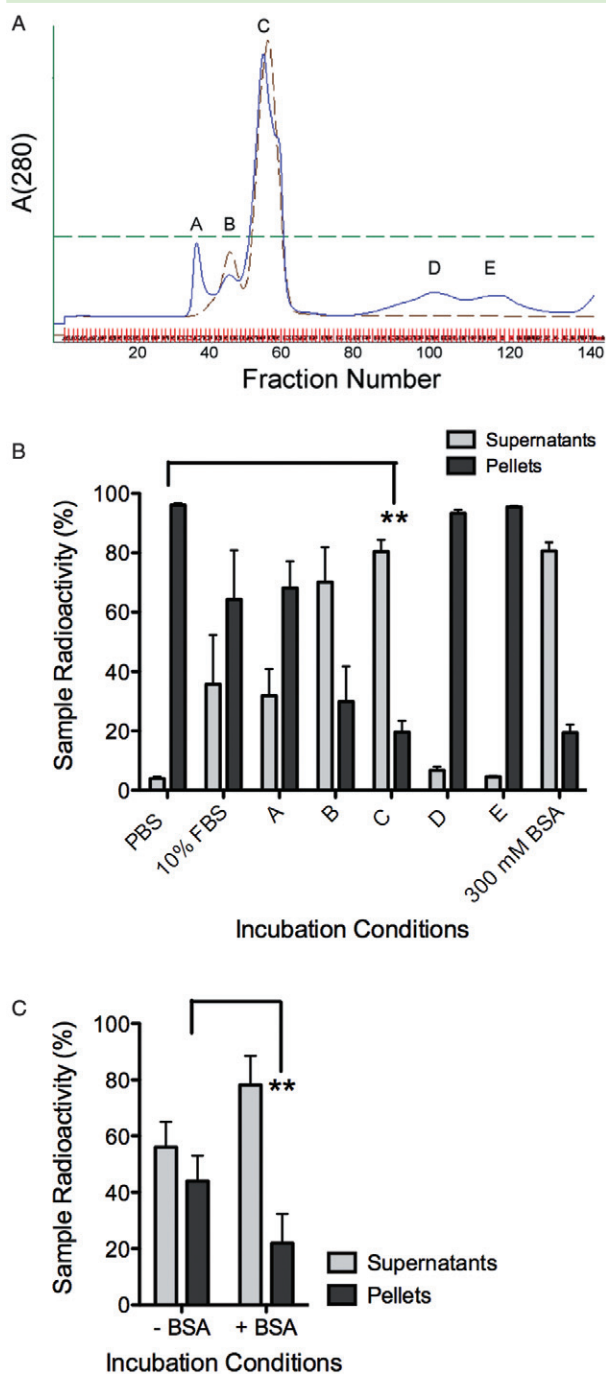 A
C
A
B
D
E
A(280)
20
40
60
80
100
120
140
Fraction Number
B
Supernatants
Pellets
100
80
60
40
20
0
**
Sample Radioactivity (%)
PBS
10% FBS
A
B
C
D
E
300 mM BSA
Incubation Conditions
C
100
80
60
40
20
0
**
Sample Radioactivity (%)
- BSA
+ BSA
Supernatants
Pellets
Incubation Conditions